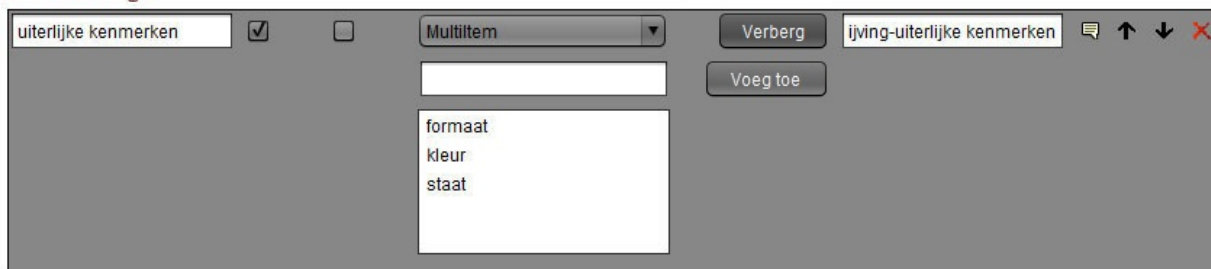 uiterlijke kenmerken MultiItem Verberg ijving-uiterlijke kenmerken
Voeg toe
formaat
kleur
staat